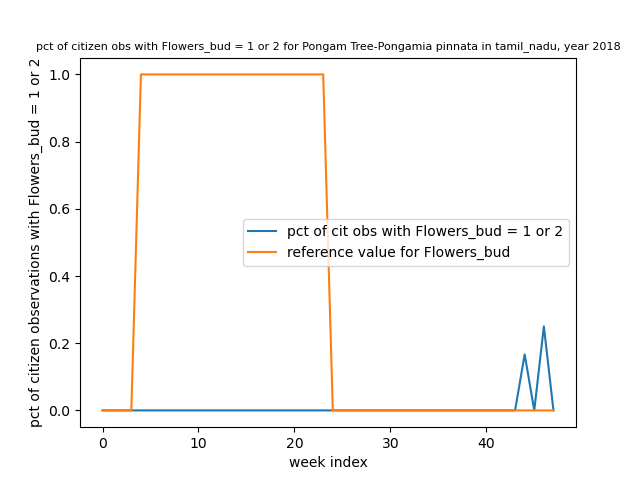 pct of citizen obs with Flowers_bud = 1 or 2 for Pongam Tree-Pongamia pinnata in tamil_nadu, year 2018
pct of citizen observations with Flowers_bud = 1 or 2
1.0
0.8
0.6
0.4
0.2
0.0
pct of cit obs with Flowers_bud = 1 or 2
reference value for Flowers_bud
0 10 20 30 40
week index